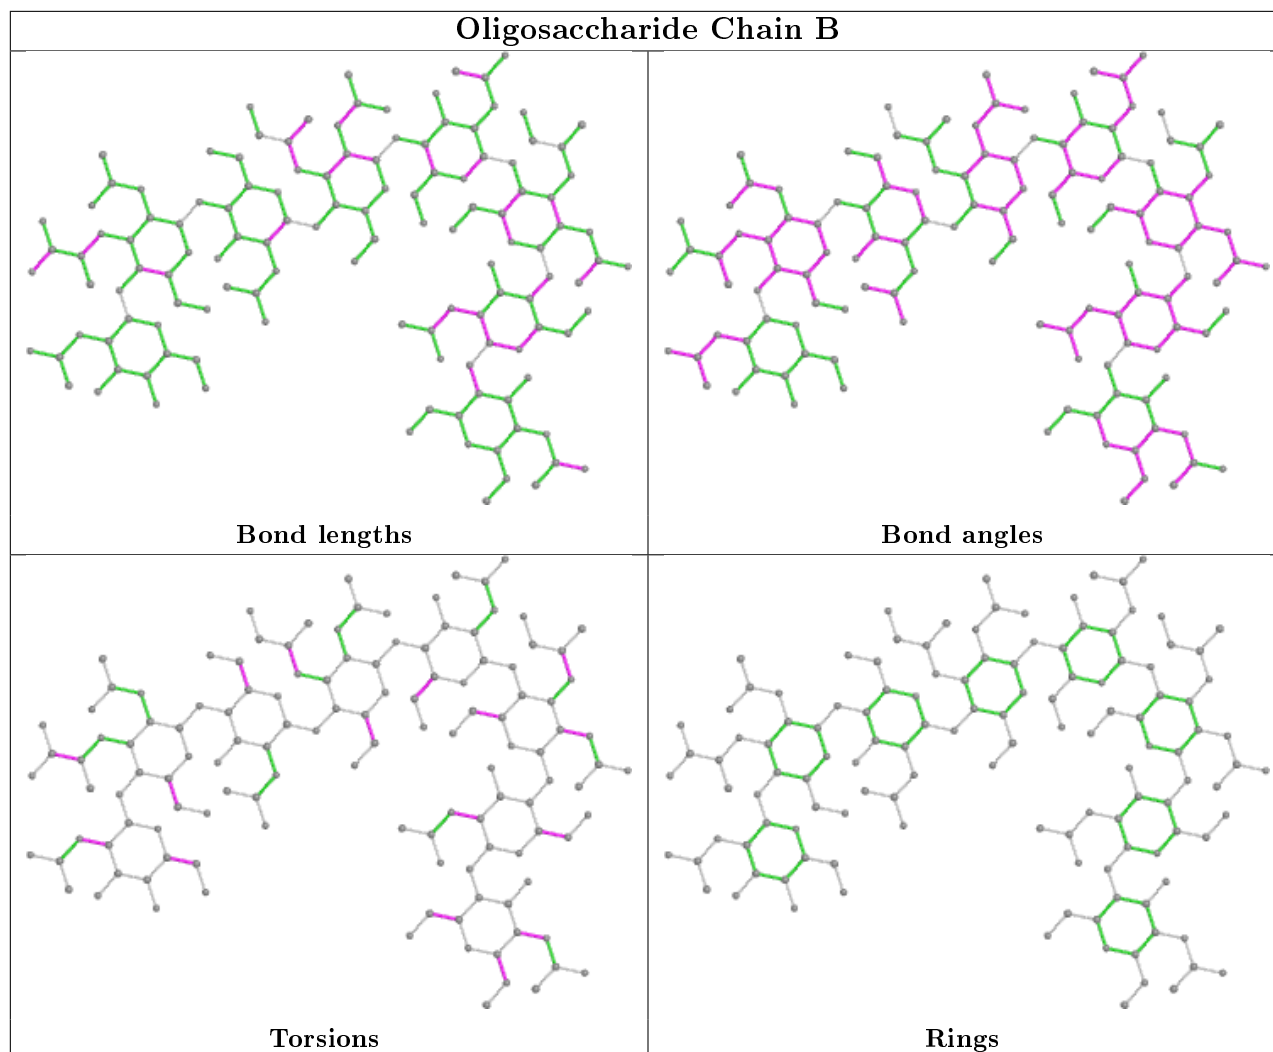 Oligosaccharide Chain B
Bond lengths
Bond angles
Torsions
Rings